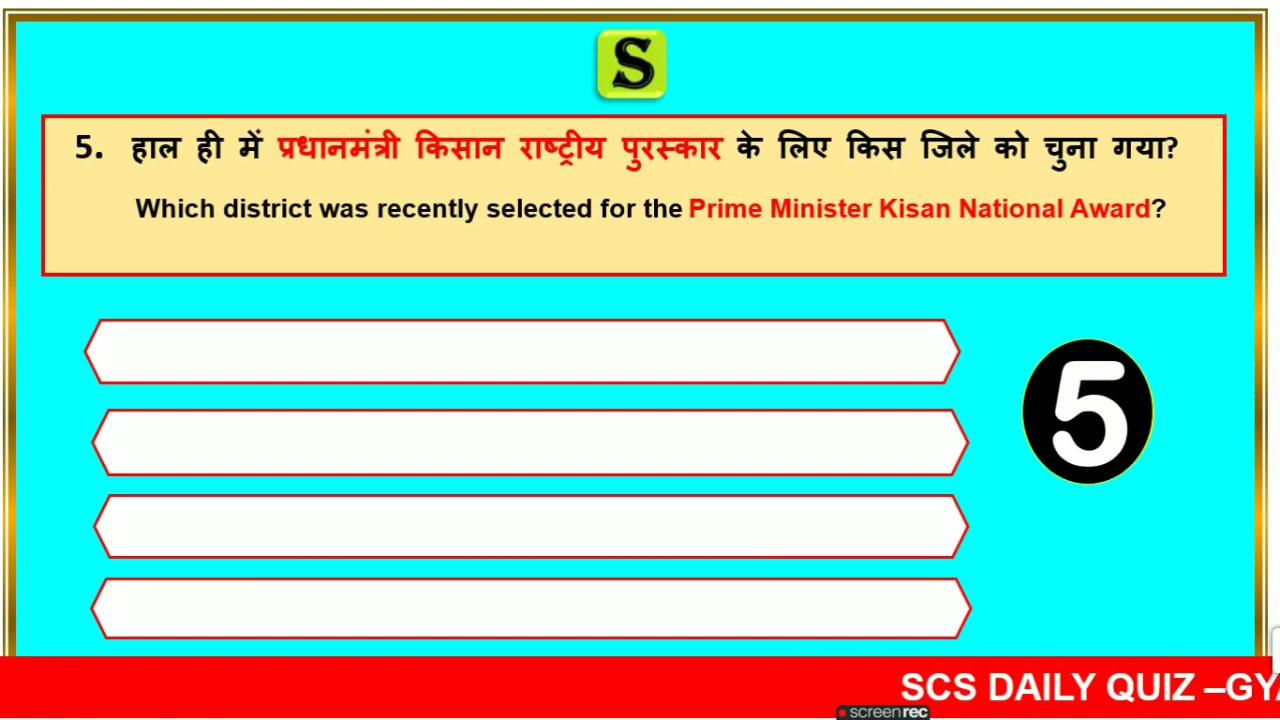 S
5. हाल ही में प्रधानमंत्री किसान राष्ट्रीय पुरस्कार के लिए किस जिले को चुना गया?
Which district was recently selected for the Prime Minister Kisan National Award?
5
SCS DAILY QUIZ –GY
screenrec